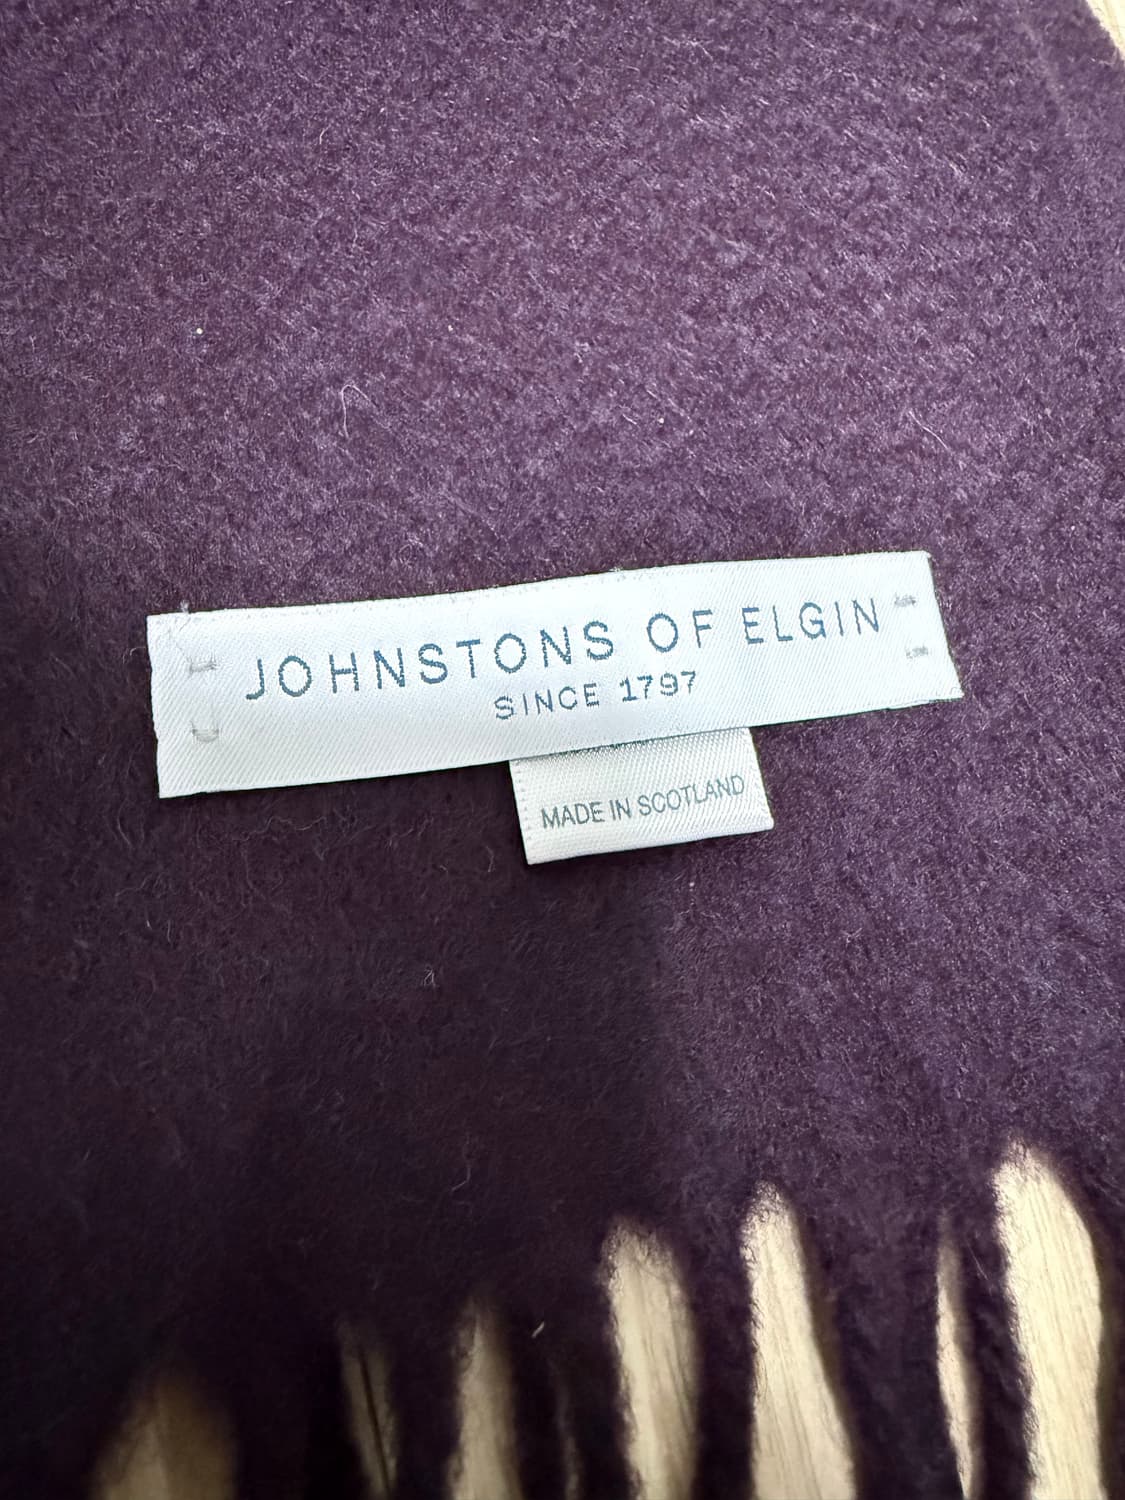 JOHNSTONS OF ELGIN
SINCE 1797
MADE IN SCOTLAND